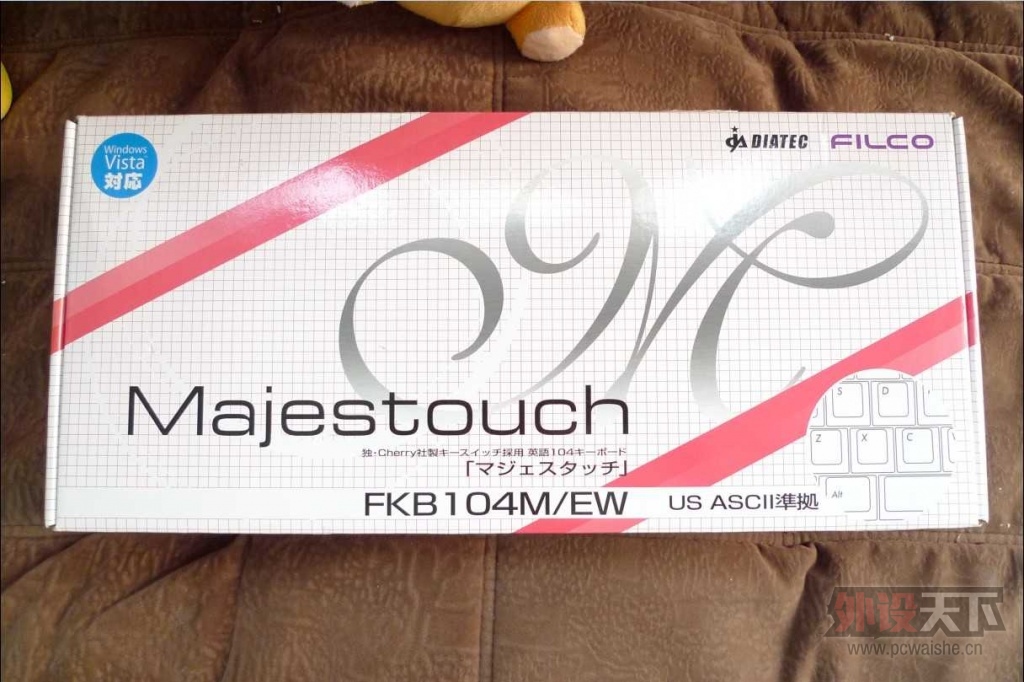 Windows
Vista™
対応
DIATEC FILCO
Majestouch
独・Cherry社製キースイッチ採用 英語104キーボード
「マジェスタッチ」
FKB104M/EW US ASCII準拠
S D
Z X C
Alt
外设天下
www.pcwaishe.cn